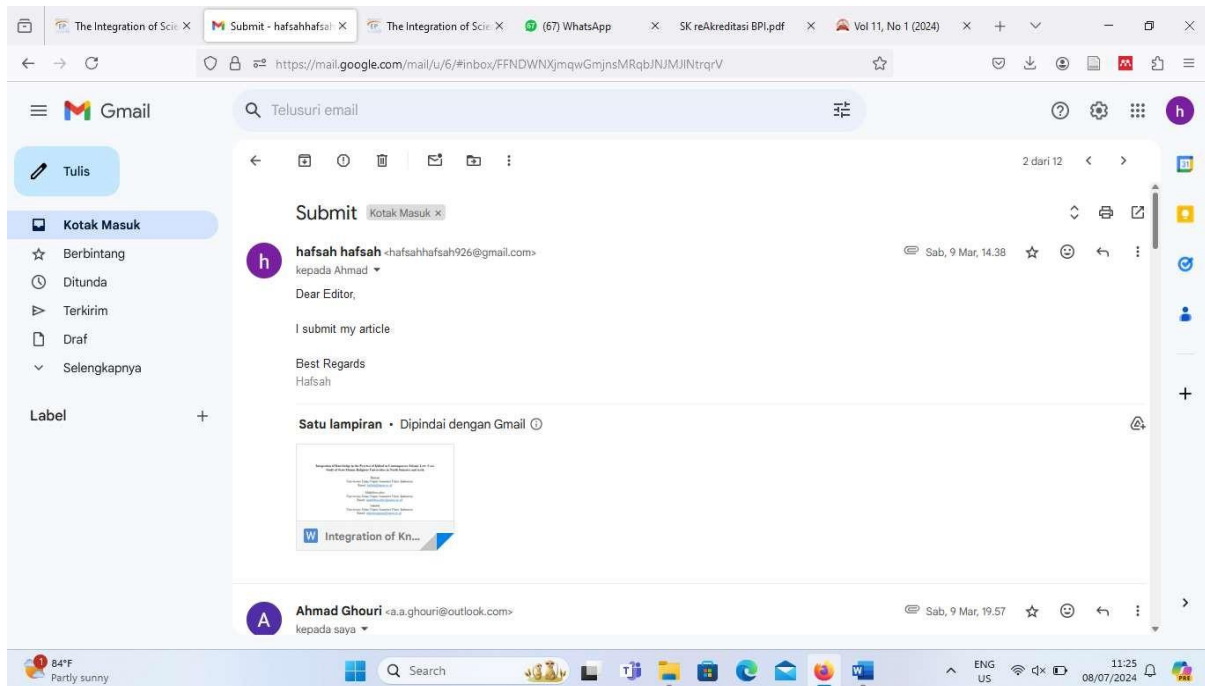 The Integration of Scie
Submit - hafsahhafsah
The Integration of Scie
(67) WhatsApp
SK reAkreditasi BPI.pdf
Vol 11, No 1 (2024)
https://mail.google.com/mail/u/6/#inbox/FFNDWNXjmqwGmjnsMRqbJNJMJlNtrqrV
Gmail
Telusuri email
h
Tulis
2 dari 12
31
Kotak Masuk
Berbintang
Ditunda
Terkirim
Draf
Selengkapnya
Label
Submit Kotak Masuk ×
h
hafsah hafsah <hafsahhafsah926@gmail.com>
Sab, 9 Mar, 14.38
kepada Ahmad
Dear Editor,
I submit my article
Best Regards
Hafsah
Satu lampiran • Dipindai dengan Gmail
W Integration of Kn...
A
Ahmad Ghouri <a.a.ghouri@outlook.com>
Sab, 9 Mar, 19.57
kepada saya
1
84°F
Partly sunny
Search
ENG
US
11:25
08/07/2024
PRE